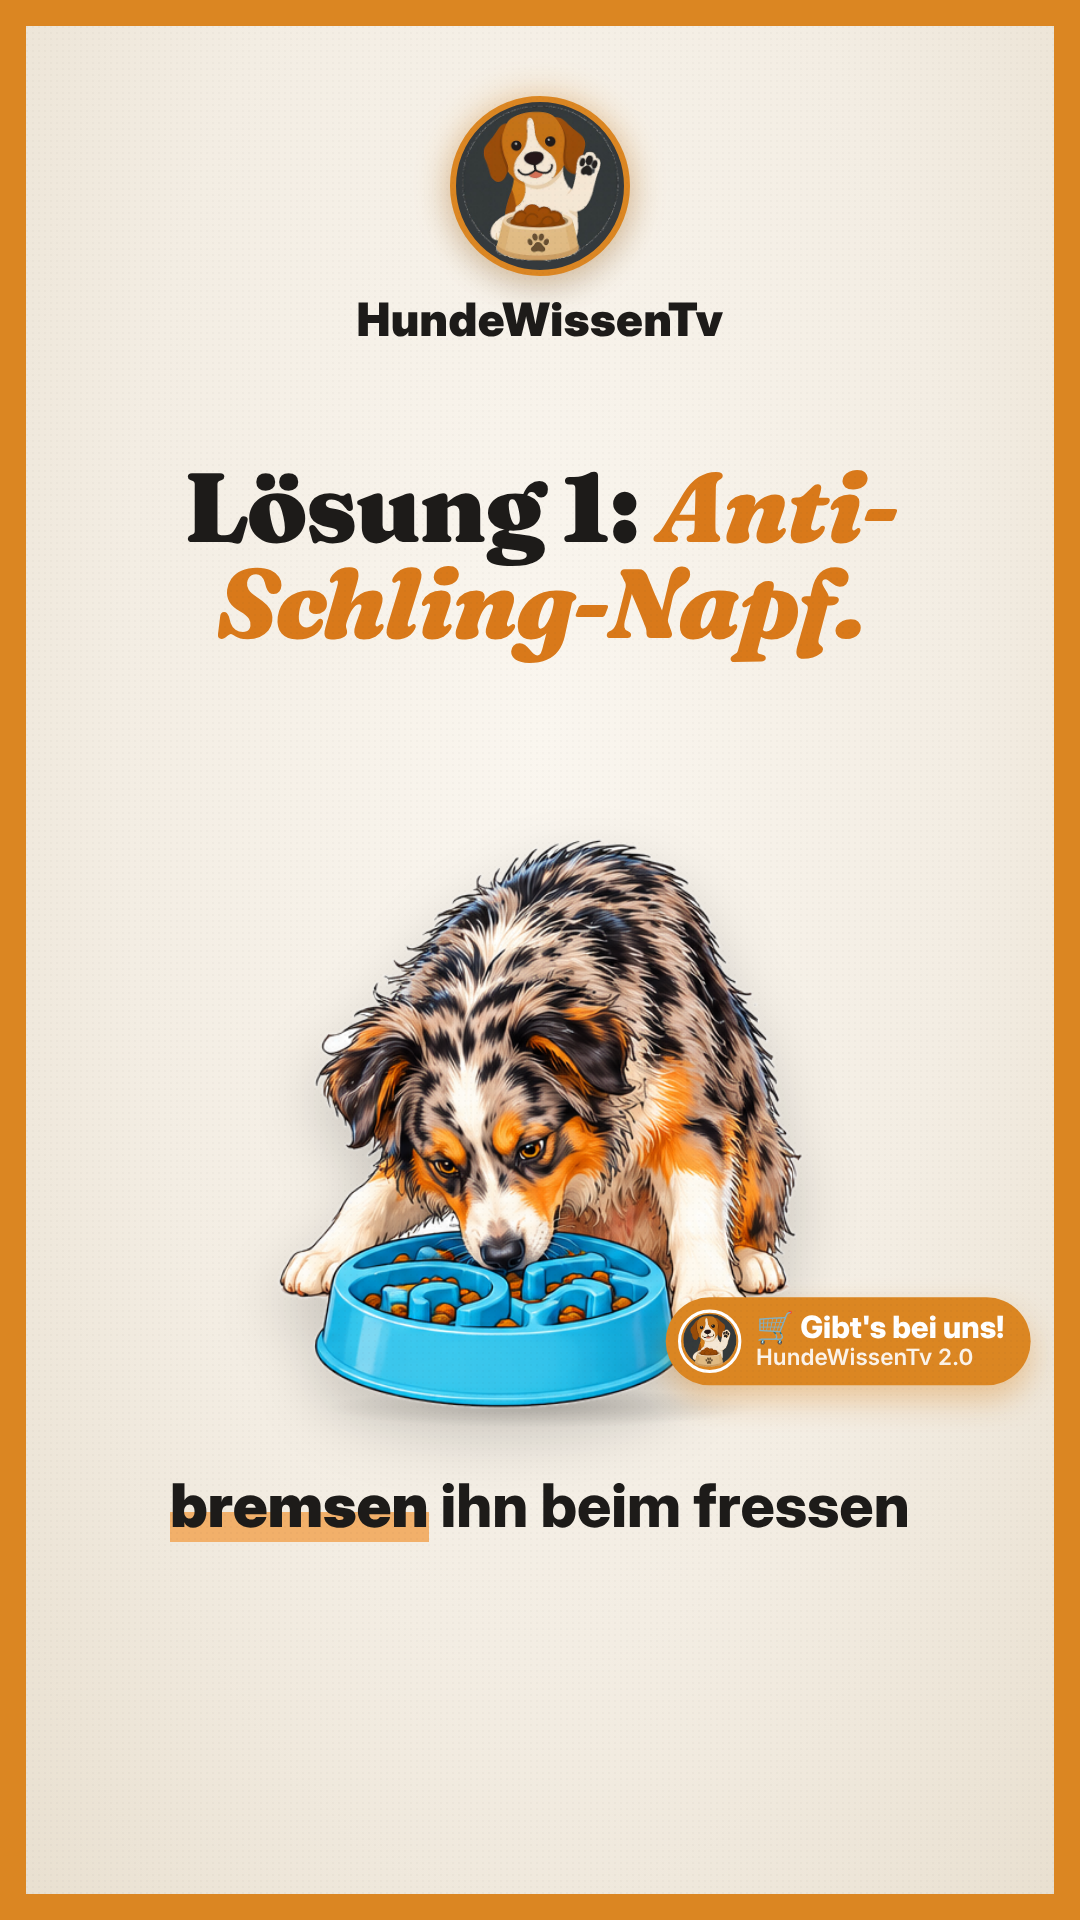 HundeWissenTv
Lösung 1: Anti-
Schling-Napf.
🛒 Gibt's bei uns!
HundeWissenTv 2.0
bremsen ihn beim fressen